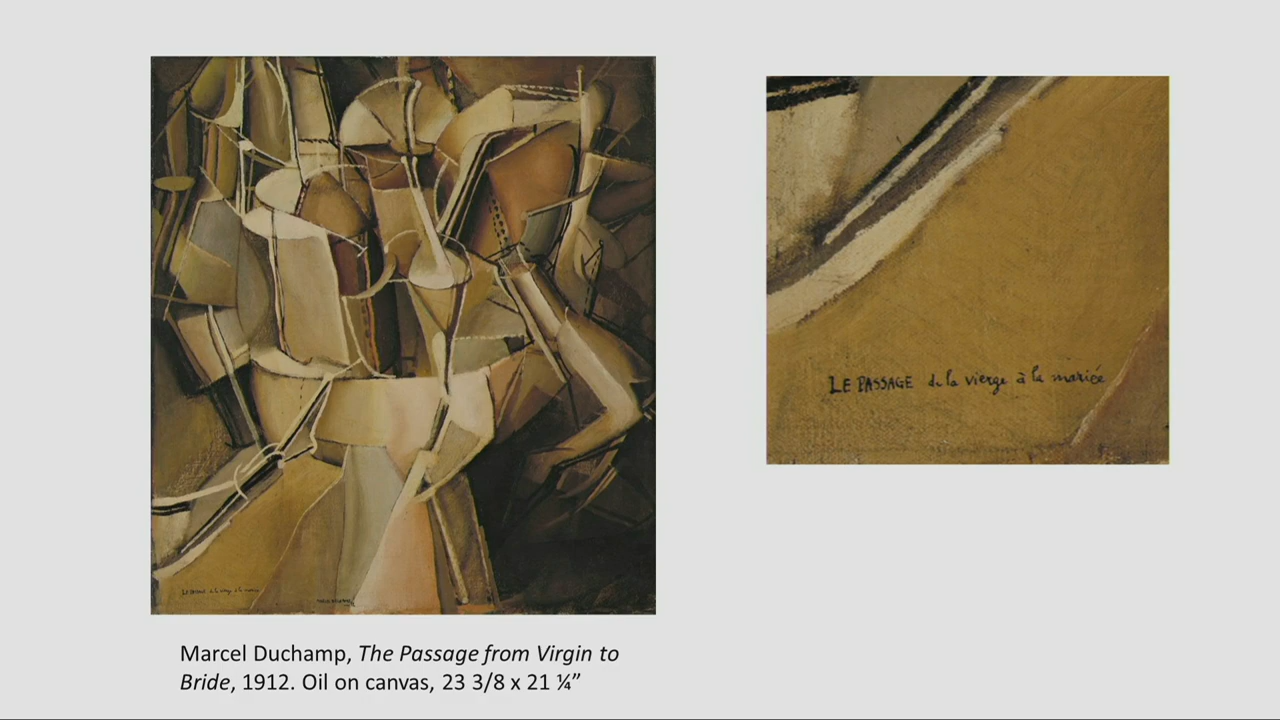 LE PASSAGE de la vierge à la mariée
Marcel Duchamp, The Passage from Virgin to
Bride, 1912. Oil on canvas, 23 3/8 x 21 ¼”